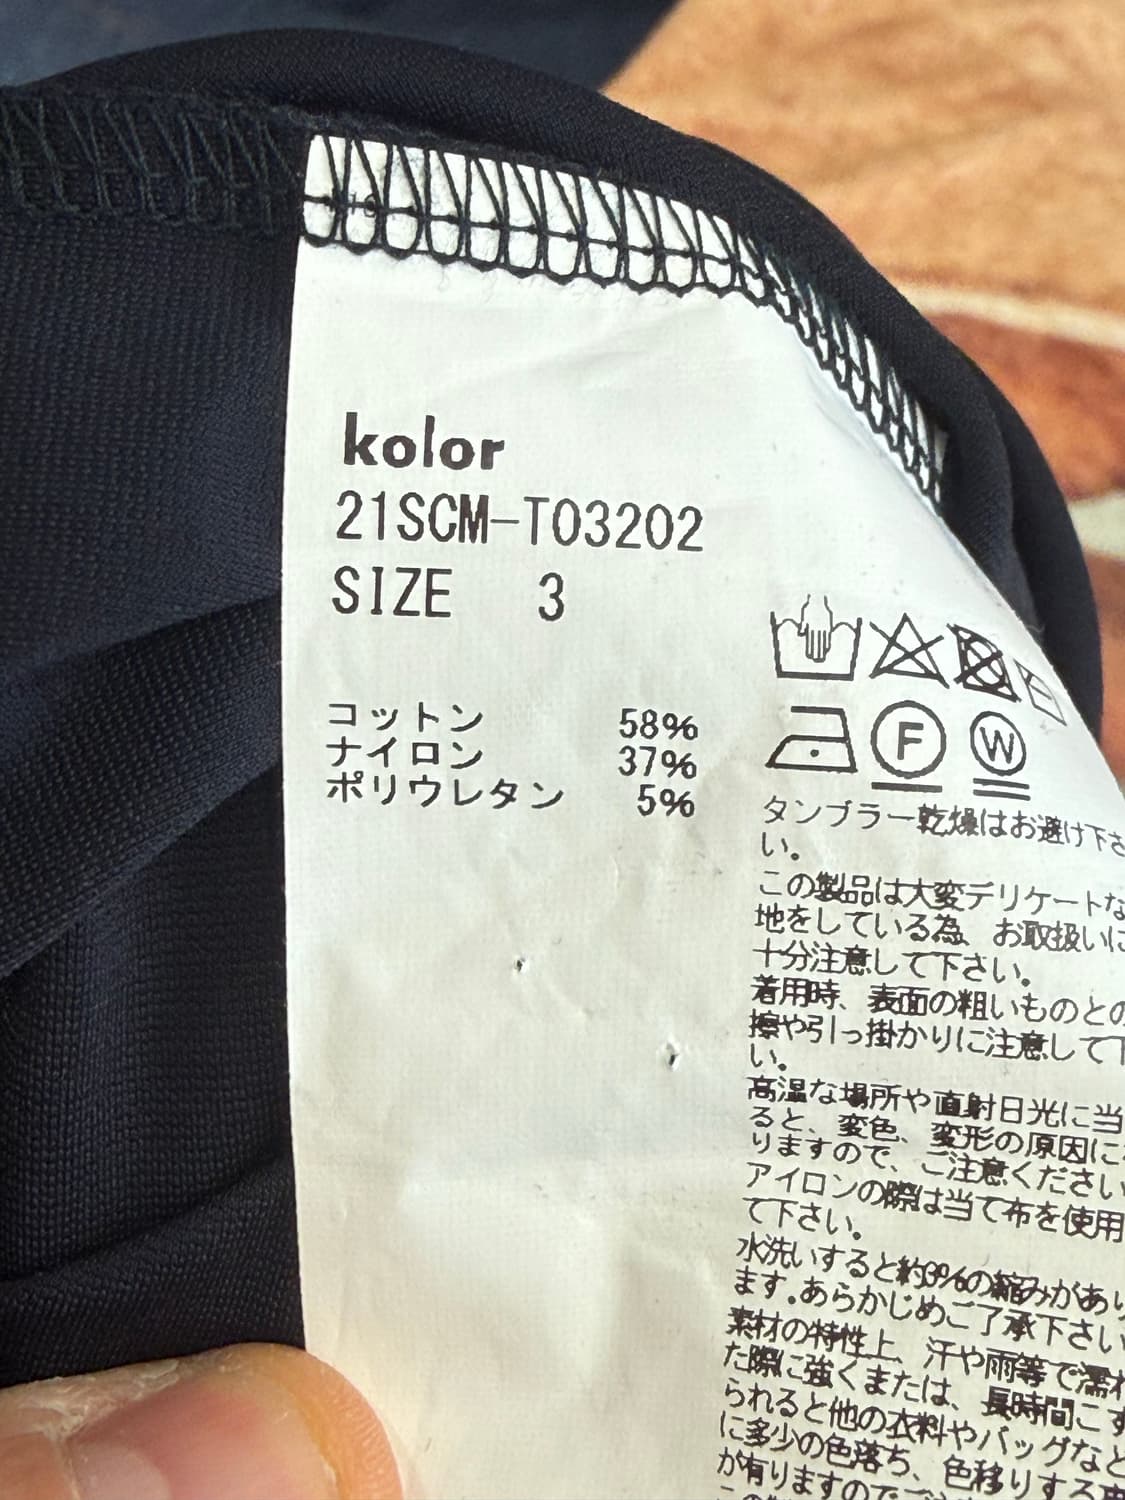 kolor
21SCM-T03202
SIZE 3
コットン 58%
ナイロン 37%
ポリウレタン 5%
F W
タンブラー乾燥はお避け下さ
い。
この製品は大変デリケートな
地をしている為、お取扱いに
十分注意して下さい。
着用時、表面の粗いものとの
擦や引っ掛かりに注意して下
い。
高温な場所や直射日光に当
ると、変色、変形の原因に
りますので、ご注意ください
アイロンの際は当て布を使用
て下さい。
水洗いすると約3%の縮みがあり
ます。あらかじめご了承下さい
素材の特性上、汗や雨等で濡れ
た際に強くまたは、長時間こす
られると他の衣料やバッグなど
に多少の色落ち、色移りする
が有りますのでご